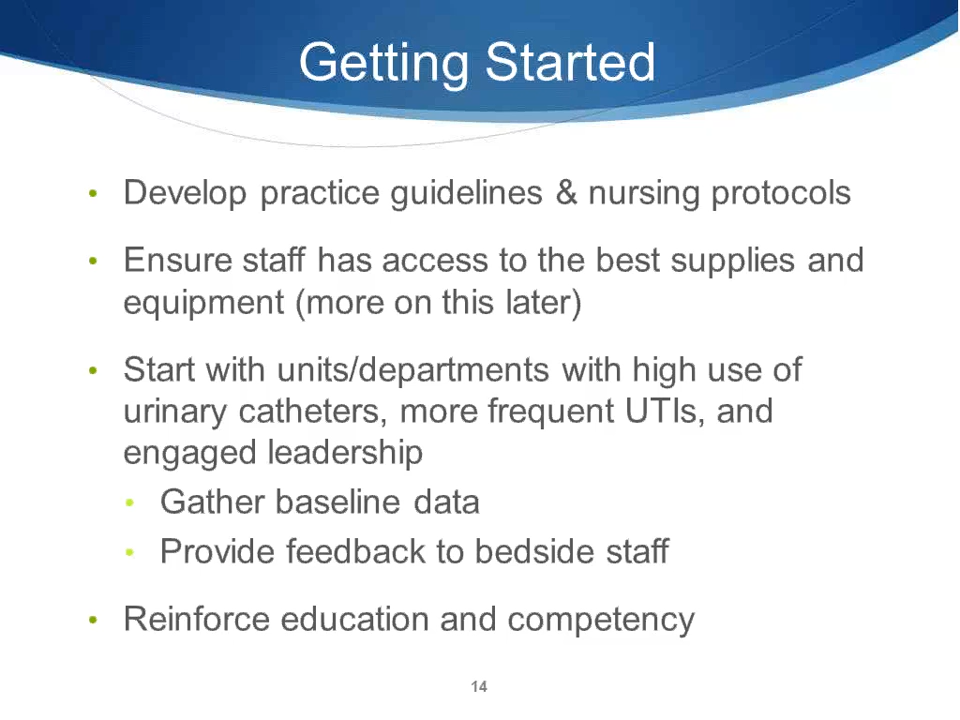 Getting Started
• Develop practice guidelines & nursing protocols
• Ensure staff has access to the best supplies and
equipment (more on this later)
• Start with units/departments with high use of
urinary catheters, more frequent UTIs, and
engaged leadership
• Gather baseline data
• Provide feedback to bedside staff
• Reinforce education and competency
14